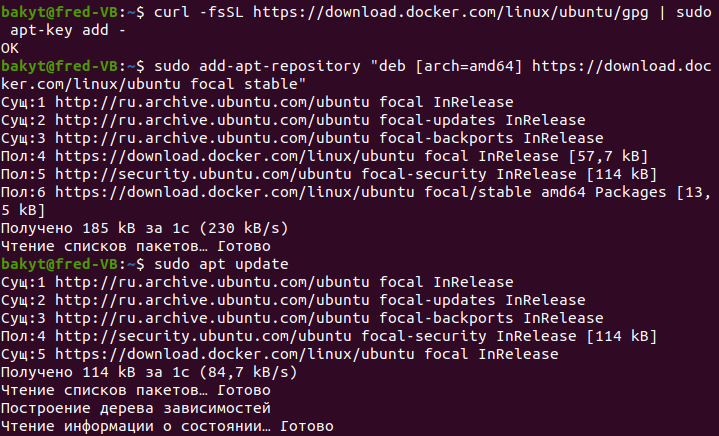 bakyt@fred-VB:~$ curl -fsSL https://download.docker.com/linux/ubuntu/gpg | sudo
 apt-key add -
OK
bakyt@fred-VB:~$ sudo add-apt-repository "deb [arch=amd64] https://download.doc
ker.com/linux/ubuntu focal stable"
Сущ:1 http://ru.archive.ubuntu.com/ubuntu focal InRelease
Сущ:2 http://ru.archive.ubuntu.com/ubuntu focal-updates InRelease
Сущ:3 http://ru.archive.ubuntu.com/ubuntu focal-backports InRelease
Пол:4 https://download.docker.com/linux/ubuntu focal InRelease [57,7 kB]
Пол:5 http://security.ubuntu.com/ubuntu focal-security InRelease [114 kB]
Пол:6 https://download.docker.com/linux/ubuntu focal/stable amd64 Packages [13,
5 kB]
Получено 185 kB за 1с (230 kB/s)
Чтение списков пакетов… Готово
bakyt@fred-VB:~$ sudo apt update
Сущ:1 http://ru.archive.ubuntu.com/ubuntu focal InRelease
Сущ:2 http://ru.archive.ubuntu.com/ubuntu focal-updates InRelease
Сущ:3 http://ru.archive.ubuntu.com/ubuntu focal-backports InRelease
Пол:4 http://security.ubuntu.com/ubuntu focal-security InRelease [114 kB]
Сущ:5 https://download.docker.com/linux/ubuntu focal InRelease
Получено 114 kB за 1с (84,7 kB/s)
Чтение списков пакетов… Готово
Построение дерева зависимостей
Чтение информации о состоянии… Готово